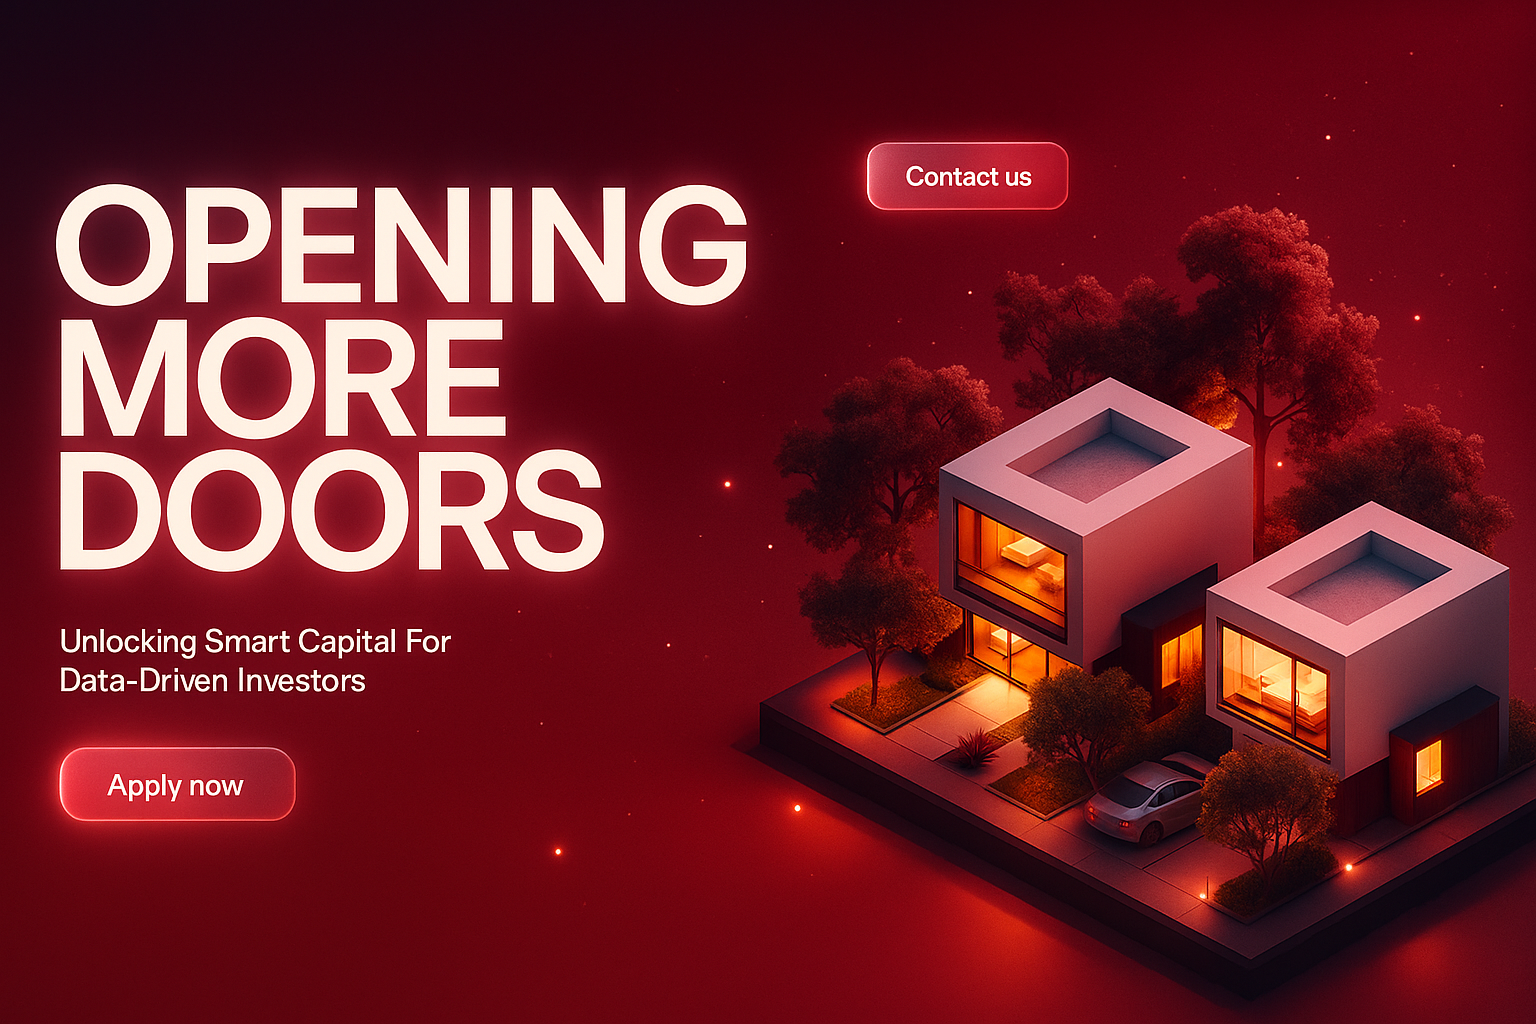 OPENING
MORE
DOORS
Unlocking Smart Capital For
Data-Driven Investors
Apply now
Contact us